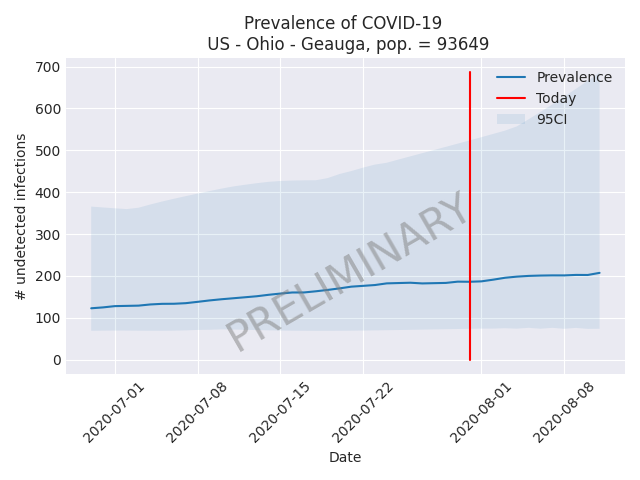 Prevalence of COVID-19
US - Ohio - Geauga, pop. = 93649
700
600
500
400
300
200
100
0
# undetected infections
Prevalence
Today
95CI
PRELIMINARY
2020-07-01
2020-07-08
2020-07-15
2020-07-22
2020-08-01
2020-08-08
Date